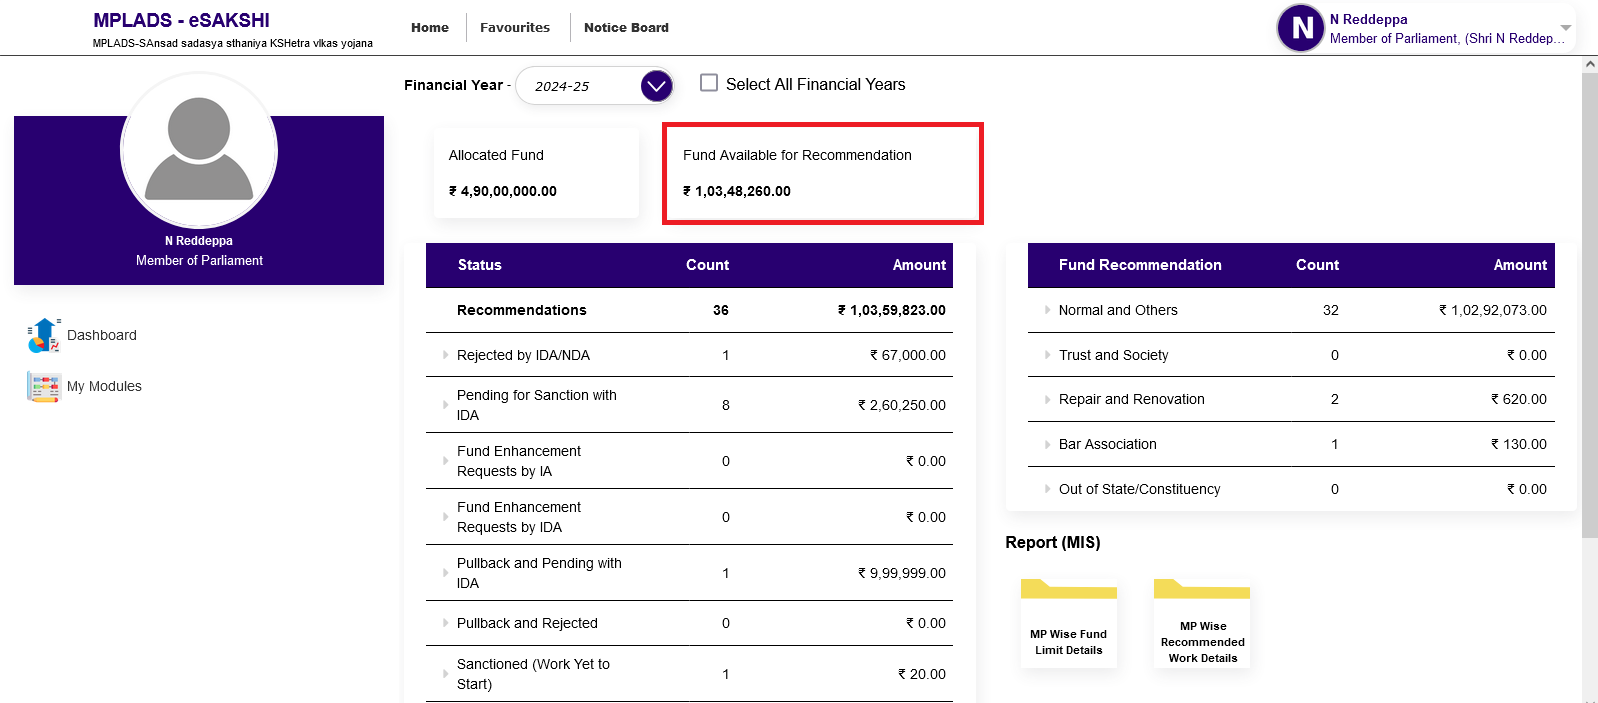 MPLADS - eSAKSHI
MPLADS-SAnsad sadasya sthaniya KSHetra vIkas yojana
Home
Favourites
Notice Board
N
N Reddeppa
Member of Parliament, (Shri N Reddep...
N Reddeppa
Member of Parliament
Dashboard
My Modules
Financial Year - 2024-25
Select All Financial Years
Allocated Fund
₹ 4,90,00,000.00
Fund Available for Recommendation
₹ 1,03,48,260.00
Status Count Amount
Recommendations 36 ₹ 1,03,59,823.00
Rejected by IDA/NDA 1 ₹ 67,000.00
Pending for Sanction with
IDA 8 ₹ 2,60,250.00
Fund Enhancement
Requests by IA 0 ₹ 0.00
Fund Enhancement
Requests by IDA 0 ₹ 0.00
Pullback and Pending with
IDA 1 ₹ 9,99,999.00
Pullback and Rejected 0 ₹ 0.00
Sanctioned (Work Yet to
Start) 1 ₹ 20.00
Fund Recommendation Count Amount
Normal and Others 32 ₹ 1,02,92,073.00
Trust and Society 0 ₹ 0.00
Repair and Renovation 2 ₹ 620.00
Bar Association 1 ₹ 130.00
Out of State/Constituency 0 ₹ 0.00
Report (MIS)
MP Wise Fund
Limit Details
MP Wise
Recommended
Work Details